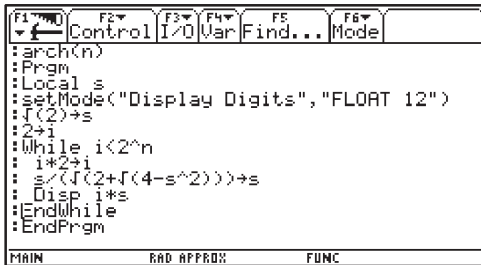 F1 F2 F3 F4 F5 F6
Control I/O Var Find... Mode
:arch(n)
:Prgm
:Local s
:setMode("Display Digits","FLOAT 12")
:√(2)→s
:2→i
:While i<2^n
: i*2→i
: s/(√(2+√(4-s^2)))→s
: Disp i*s
:EndWhile
:EndPrgm
MAIN RAD APPROX FUNC